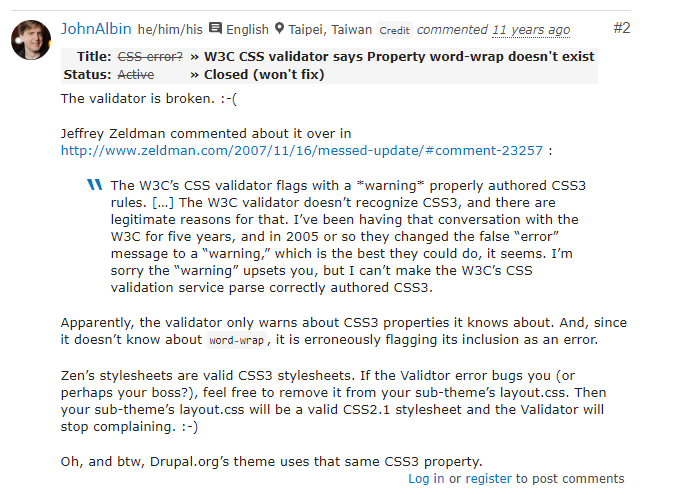 JohnAlbin he/him/his English Taipei, Taiwan Credit commented 11 years ago #2
Title: CSS error? » W3C CSS validator says Property word-wrap doesn't exist
Status: Active » Closed (won't fix)
The validator is broken. :-(
Jeffrey Zeldman commented about it over in
http://www.zeldman.com/2007/11/16/messed-update/#comment-23257 :
The W3C’s CSS validator flags with a *warning* properly authored CSS3
rules. […] The W3C validator doesn’t recognize CSS3, and there are
legitimate reasons for that. I’ve been having that conversation with the
W3C for five years, and in 2005 or so they changed the false “error”
message to a “warning,” which is the best they could do, it seems. I’m
sorry the “warning” upsets you, but I can’t make the W3C’s CSS
validation service parse correctly authored CSS3.
Apparently, the validator only warns about CSS3 properties it knows about. And, since
it doesn’t know about word-wrap, it is erroneously flagging its inclusion as an error.
Zen’s stylesheets are valid CSS3 stylesheets. If the Validtor error bugs you (or
perhaps your boss?), feel free to remove it from your sub-theme’s layout.css. Then
your sub-theme’s layout.css will be a valid CSS2.1 stylesheet and the Validator will
stop complaining. :-)
Oh, and btw, Drupal.org’s theme uses that same CSS3 property.
Log in or register to post comments